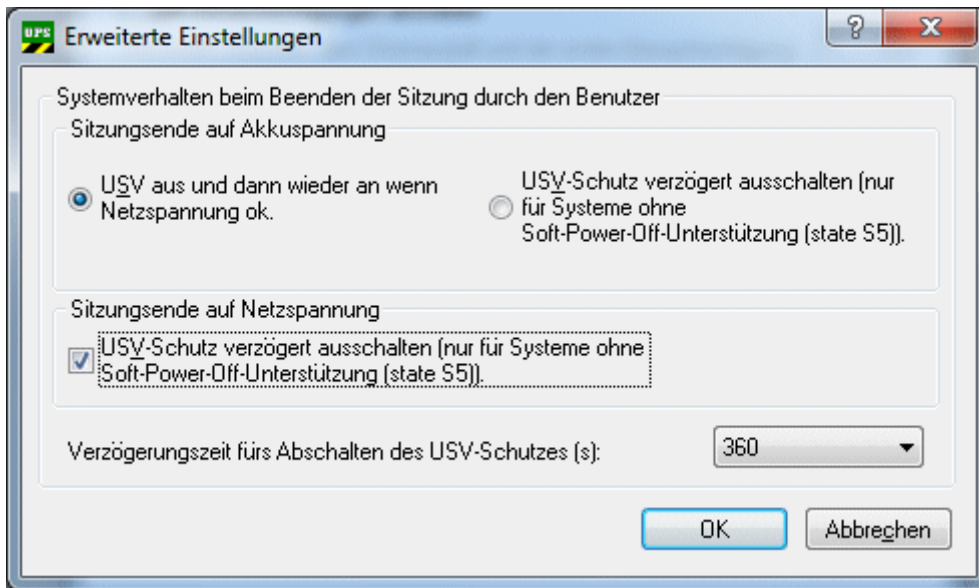 UPS
Erweiterte Einstellungen
Systemverhalten beim Beenden der Sitzung durch den Benutzer
Sitzungsende auf Akkuspannung
USV aus und dann wieder an wenn
Netzspannung ok.
USV-Schutz verzögert ausschalten (nur
für Systeme ohne
Soft-Power-Off-Unterstützung (state S5)).
Sitzungsende auf Netzspannung
USV-Schutz verzögert ausschalten (nur für Systeme ohne
Soft-Power-Off-Unterstützung (state S5)).
Verzögerungszeit fürs Abschalten des USV-Schutzes (s):
360
OK
Abbrechen